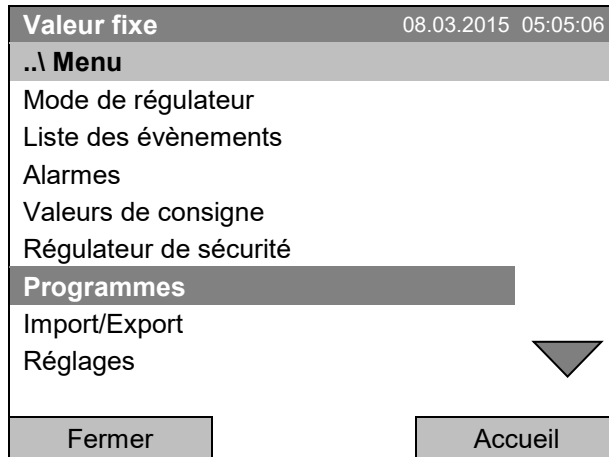 Valeur fixe 08.03.2015 05:05:06
..\ Menu
Mode de régulateur
Liste des évènements
Alarmes
Valeurs de consigne
Régulateur de sécurité
Programmes
Import/Export
Réglages
Fermer Accueil